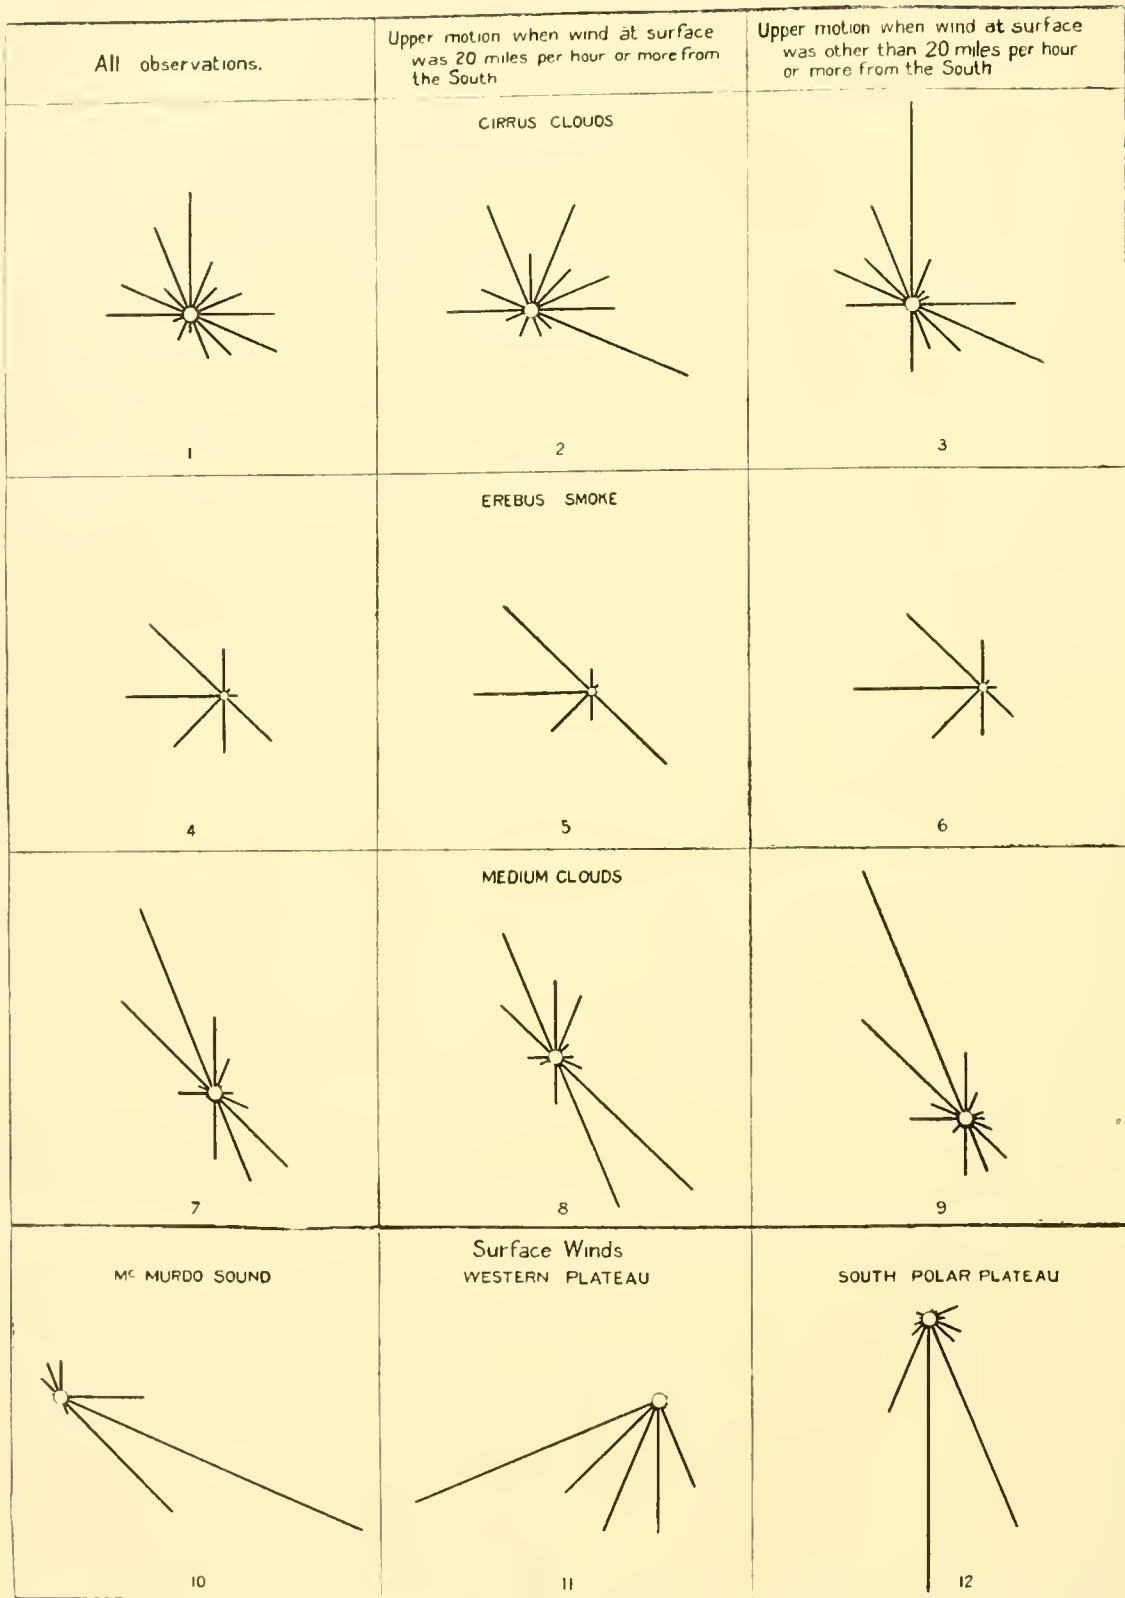 All observations.
Upper motion when wind at surface
was 20 miles per hour or more from
the South
Upper motion when wind at surface
was other than 20 miles per hour
or more from the South
CIRRUS CLOUDS
1
2
3
EREBUS SMOKE
4
5
6
MEDIUM CLOUDS
7
8
9
Surface Winds
Mc MURDO SOUND
WESTERN PLATEAU
SOUTH POLAR PLATEAU
10
11
12